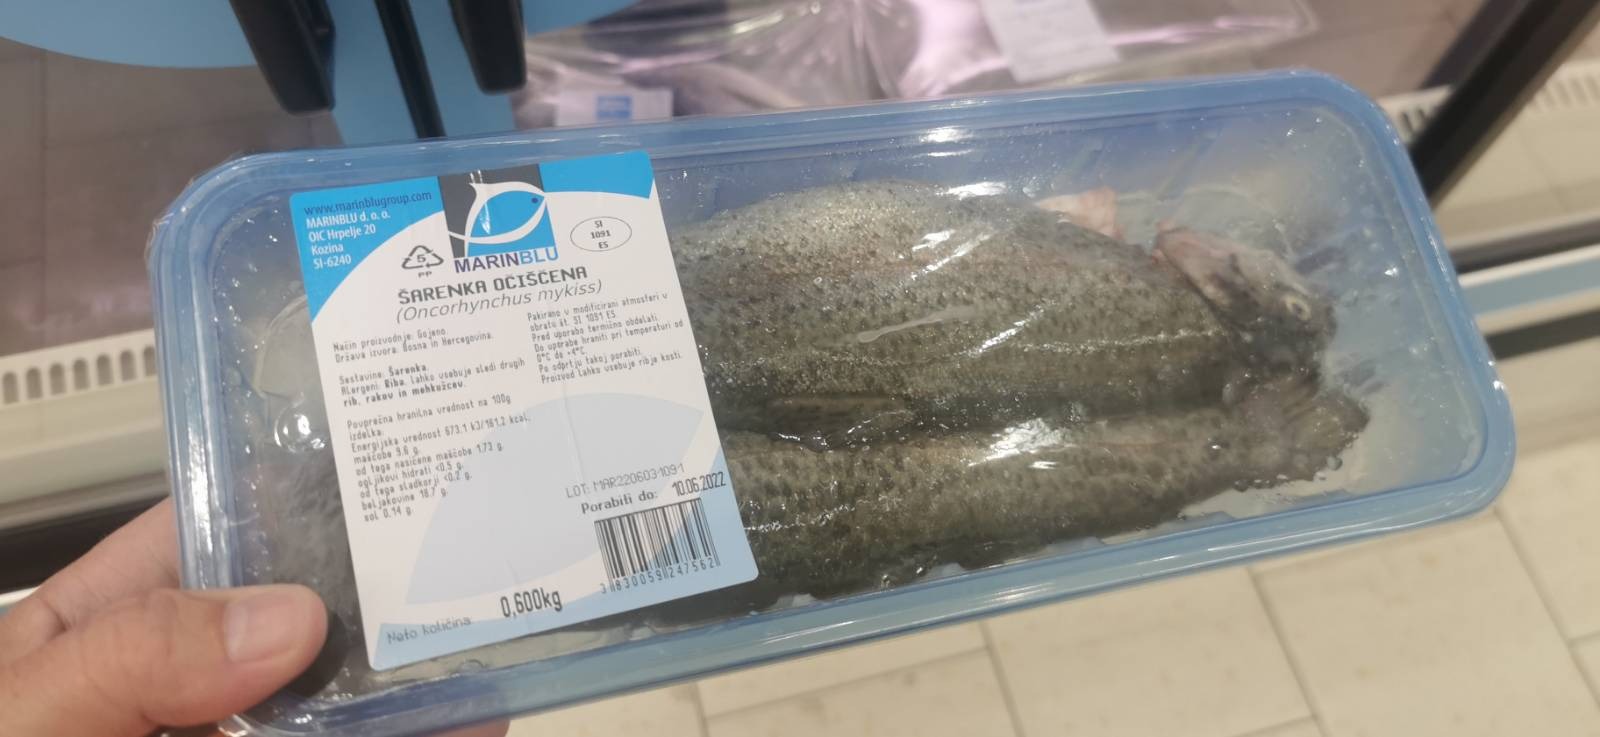 www.marinblugroup.com
MARINBLU d. o. o.
OIC Hrpelje 20
Kozina
SI-6240
5
PP
MARINBLU
SI
1091
ES
ŠARENKA OČIŠČENA
(Oncorhynchus mykiss)
Način proizvodnje: Gojeno.
Država izvora: Bosna in Hercegovina.
Sestavine: Šarenka.
Alergeni: Riba, lahko vsebuje sledi drugih
rib, rakov in mehkužcev.
Povprečna hranilna vrednost na 100g
izdelka:
Energijska vrednost 673.1 kJ/161.2 kcal,
maščobe 9.6 g,
od tega nasičene maščobe 1.73 g,
ogljikovi hidrati <0.5 g,
od tega sladkorji <0.2 g,
beljakovine 18.7 g,
sol 0.14 g.
Pakirano v modificirani atmosferi v
obratu št. SI 1091 ES.
Pred uporabo termično obdelati.
Do uporabe hraniti pri temperaturi od
0°C do +4°C.
Po odprtju takoj porabiti.
Proizvod lahko vsebuje ribje kosti.
LOT: MAR220603-1091
Porabiti do: 10.06.2022
3 830059 247562
Neto količina: 0,600kg